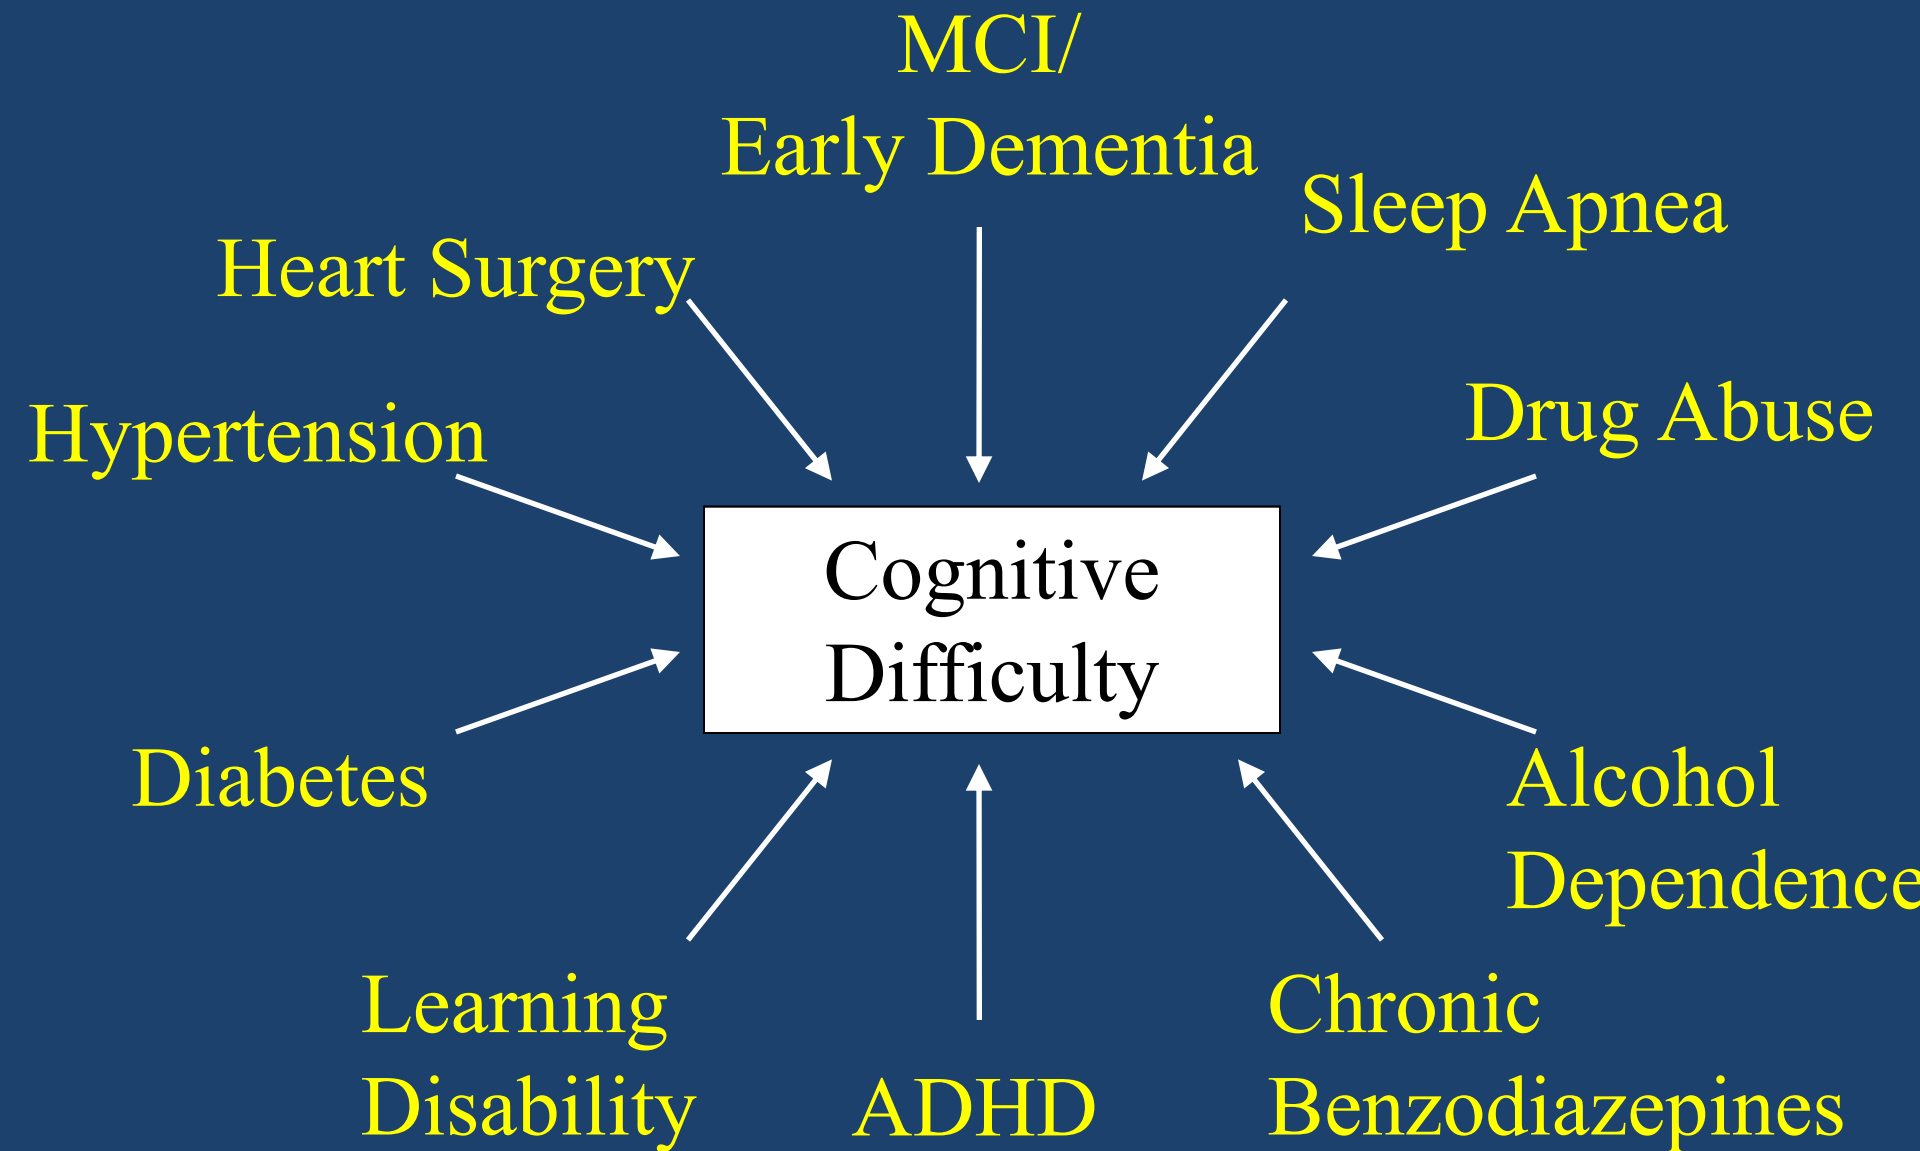 MCI/
Early Dementia
Sleep Apnea
Heart Surgery
Drug Abuse
Hypertension
Cognitive
Difficulty
Diabetes
Alcohol
Dependence
Learning
Disability
ADHD
Chronic
Benzodiazepines